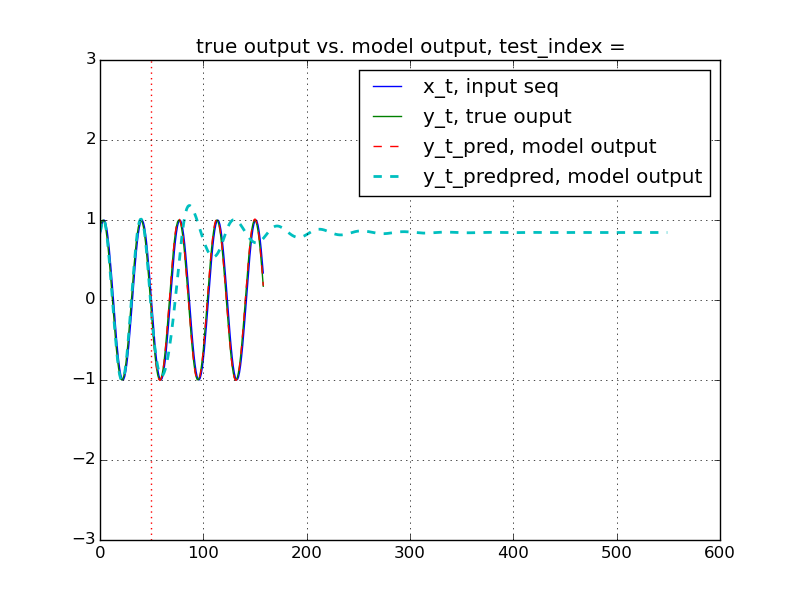 true output vs. model output, test_index =
x_t, input seq
y_t, true ouput
y_t_pred, model output
y_t_predpred, model output
3
2
1
0
−1
−2
−3
0 100 200 300 400 500 600